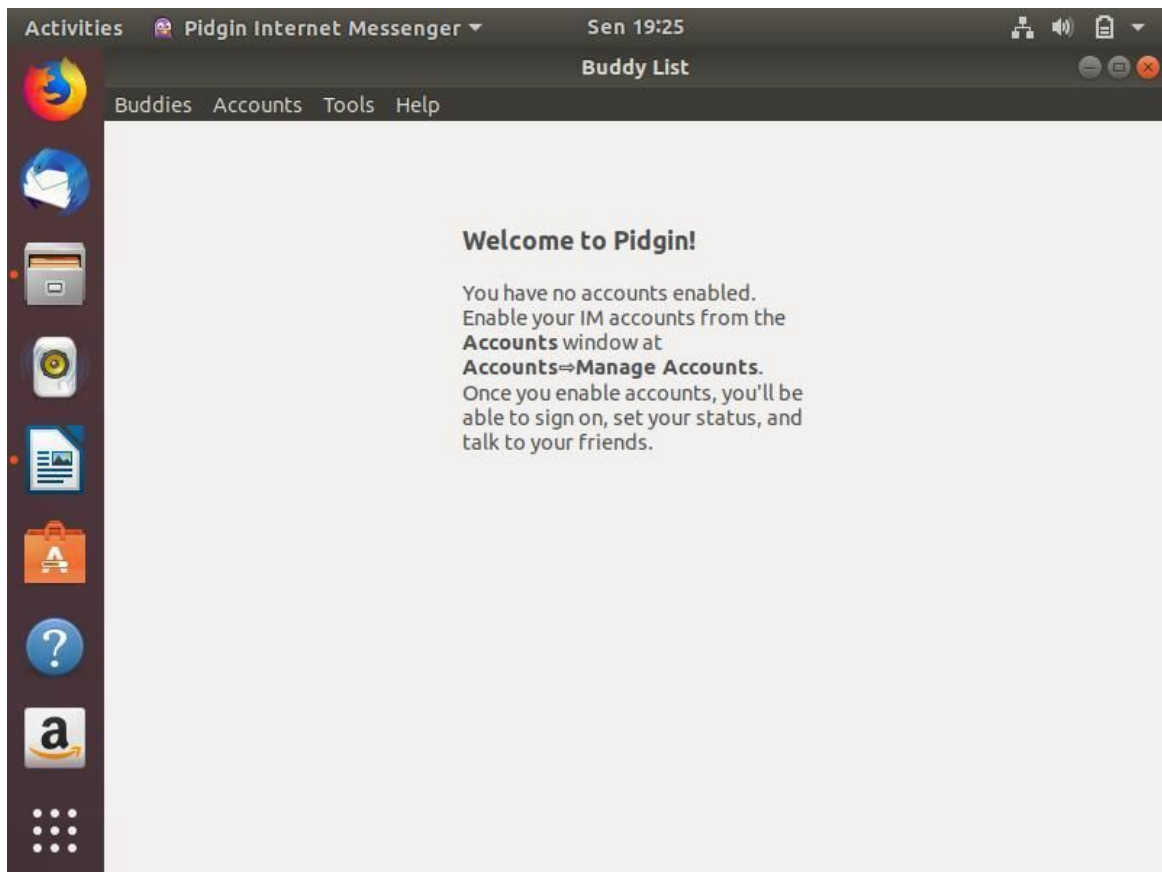 Activities Pidgin Internet Messenger Sen 19:25
Buddy List
Buddies Accounts Tools Help
Welcome to Pidgin!
You have no accounts enabled.
Enable your IM accounts from the
Accounts window at
Accounts⇨Manage Accounts.
Once you enable accounts, you'll be
able to sign on, set your status, and
talk to your friends.
A
?
a